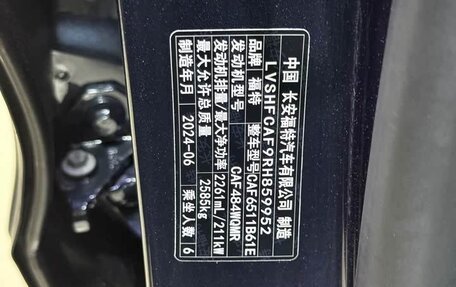 中国 长安福特汽车有限公司 制造
LVSHFCAF9RH859952
品牌 福特 整车型号 CAF6511B61E
发动机型号 CAF484WQMR
发动机排量/最大净功率 2261mL/211kW
最大允许总质量 2585kg
制造年月 2024-06 乘坐人数 6